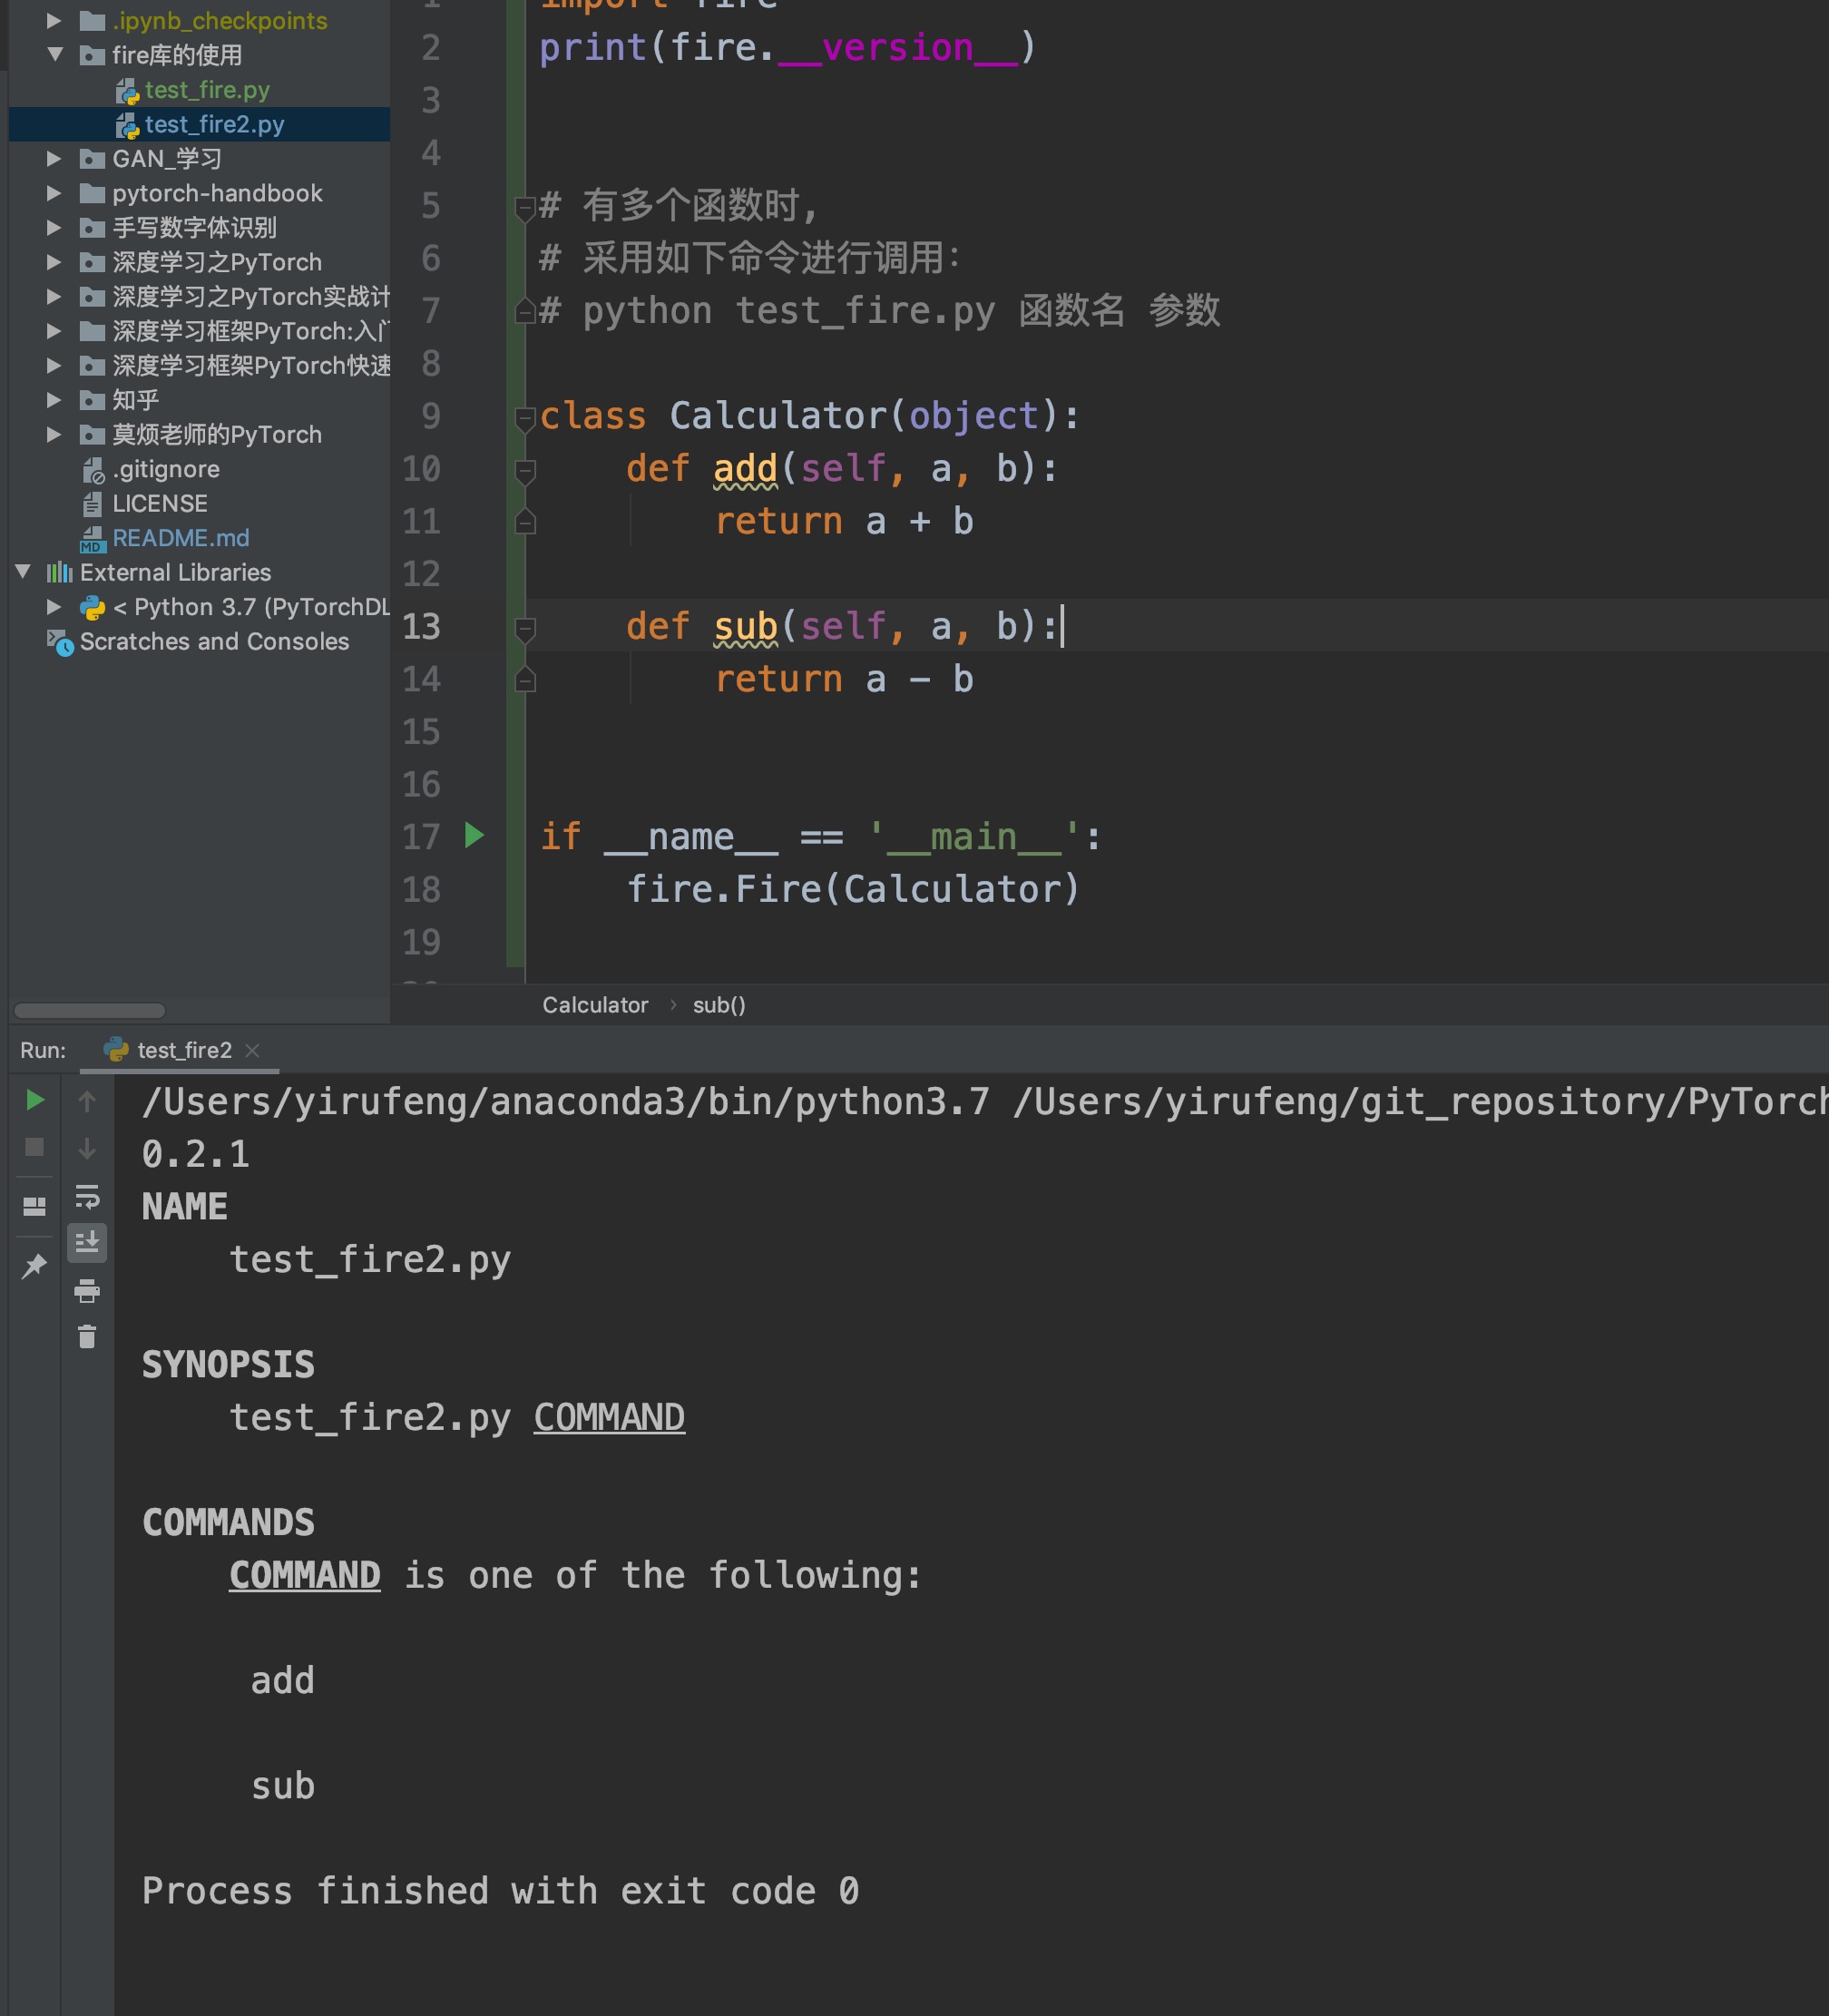 .ipynb_checkpoints
fire库的使用
test_fire.py
test_fire2.py
GAN_学习
pytorch-handbook
手写数字体识别
深度学习之PyTorch
深度学习之PyTorch实战计
深度学习框架PyTorch:入门
深度学习框架PyTorch快速
知乎
莫烦老师的PyTorch
.gitignore
LICENSE
README.md
External Libraries
< Python 3.7 (PyTorchDL
Scratches and Consoles
1 import fire
2 print(fire.__version__)
3
4
5 # 有多个函数时,
6 # 采用如下命令进行调用:
7 # python test_fire.py 函数名 参数
8
9 class Calculator(object):
10 def add(self, a, b):
11 return a + b
12
13 def sub(self, a, b):
14 return a - b
15
16
17 if __name__ == '__main__':
18 fire.Fire(Calculator)
19
Calculator › sub()
Run: test_fire2 ×
/Users/yirufeng/anaconda3/bin/python3.7 /Users/yirufeng/git_repository/PyTorch
0.2.1
NAME
test_fire2.py
SYNOPSIS
test_fire2.py COMMAND
COMMANDS
COMMAND is one of the following:
add
sub
Process finished with exit code 0